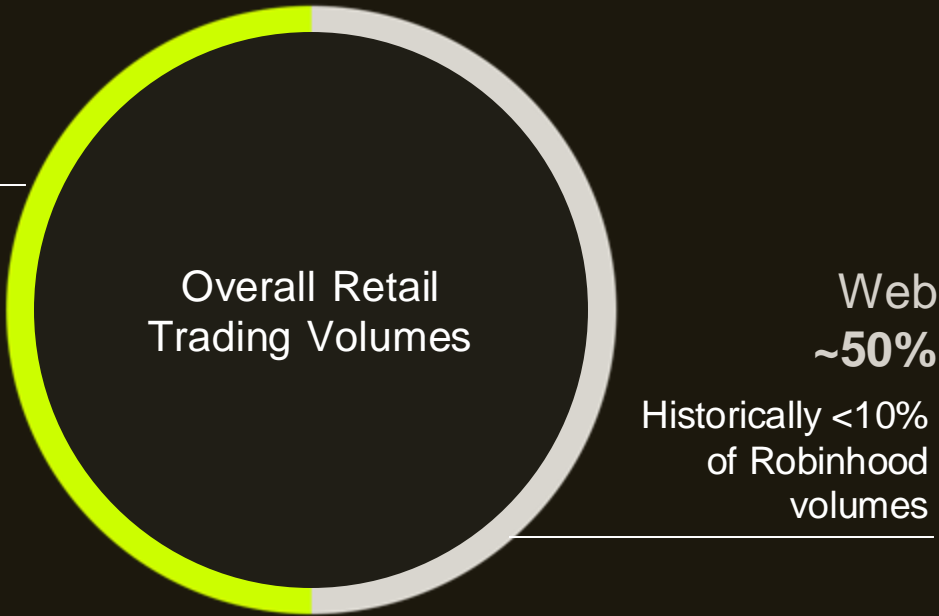 Overall Retail
Trading Volumes
Web
~50%
Historically <10%
of Robinhood
volumes